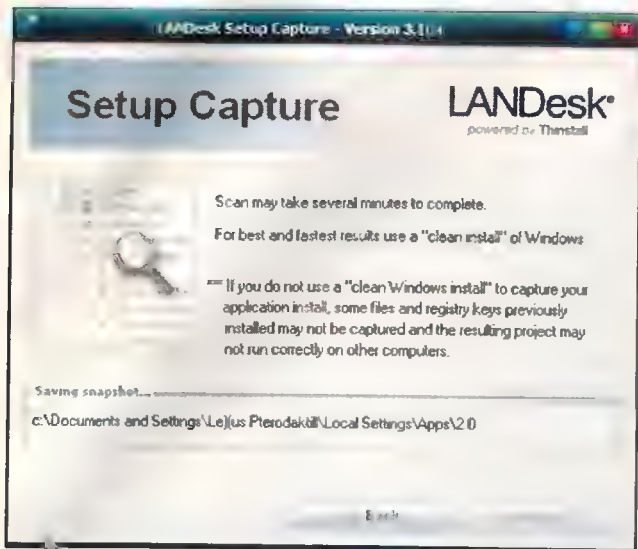 LANDesk Setup Capture - Version 3.1
Setup Capture
LANDesk®
powered by Thinstall
Scan may take several minutes to complete.
For best and fastest results use a "clean install" of Windows
*** If you do not use a "clean Windows install" to capture your
application install, some files and registry keys previously
installed may not be captured and the resulting project may
not run correctly on other computers.
Saving snapshot...
c:\Documents and Settings\Le)(us Pterodaktill\Local Settings\Apps\2.0
Back